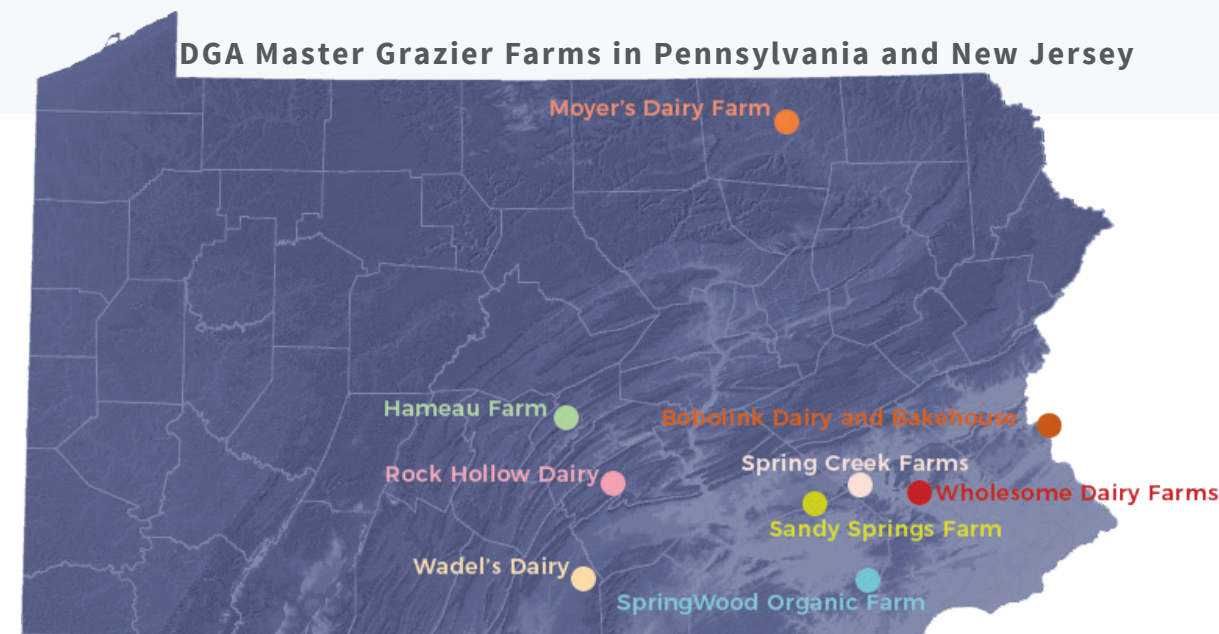 DGA Master Grazier Farms in Pennsylvania and New Jersey
Moyer's Dairy Farm
Hameau Farm
Bobolink Dairy and Bakehouse
Spring Creek Farms
Rock Hollow Dairy
Wholesome Dairy Farms
Sandy Springs Farm
Wadel's Dairy
SpringWood Organic Farm